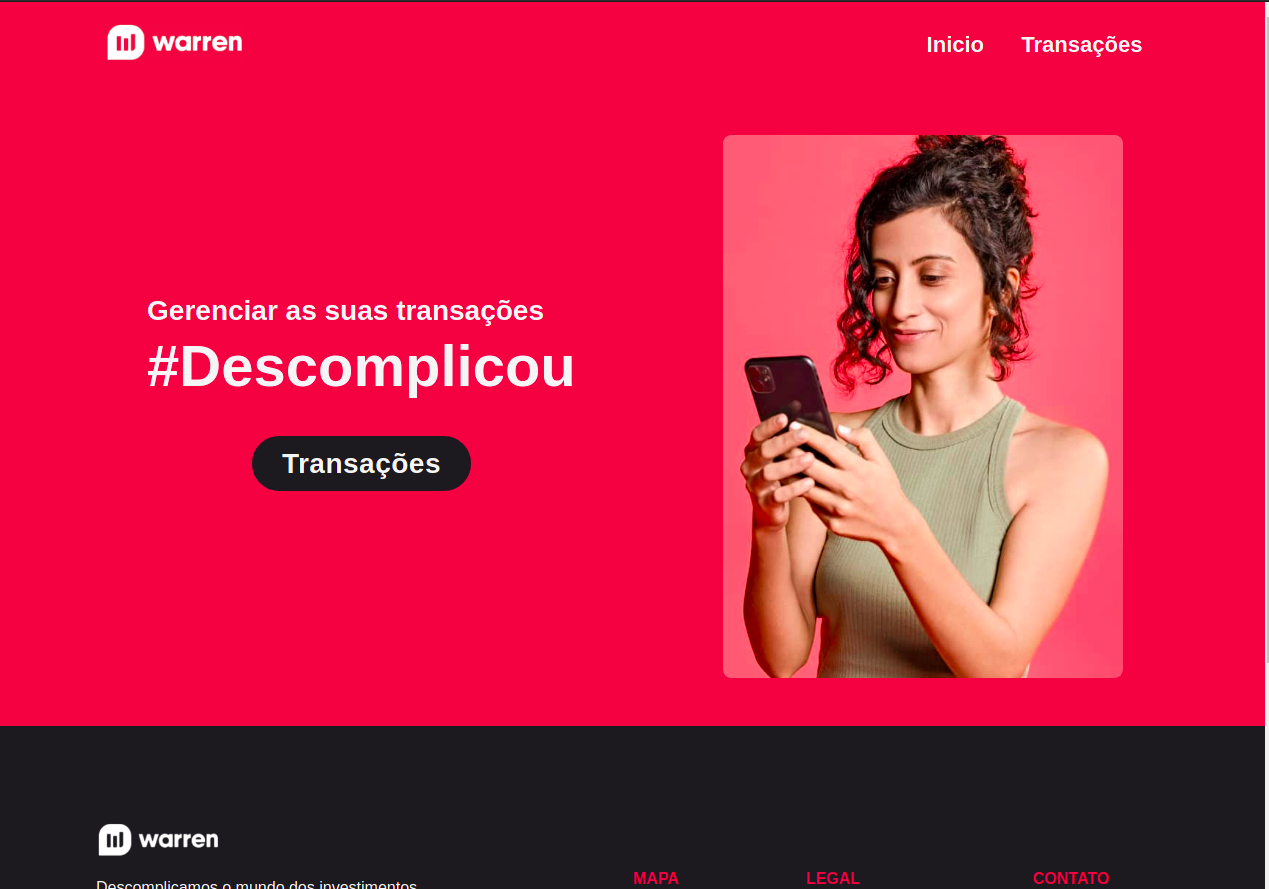 warren
Inicio Transações
Gerenciar as suas transações
#Descomplicou
Transações
warren
Descomplicamos o mundo dos investimentos
MAPA LEGAL CONTATO